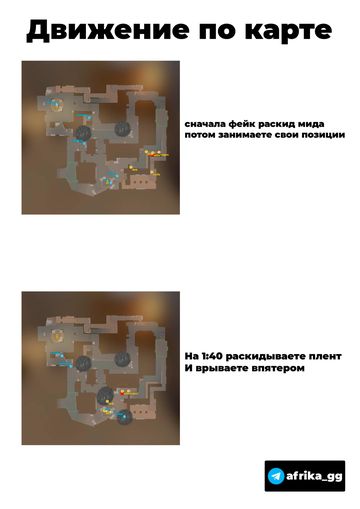 Движение по карте
сначала фейк раскид мида
потом занимаете свои позиции
На 1:40 раскидываете плент
И врываете впятером
afrika_gg